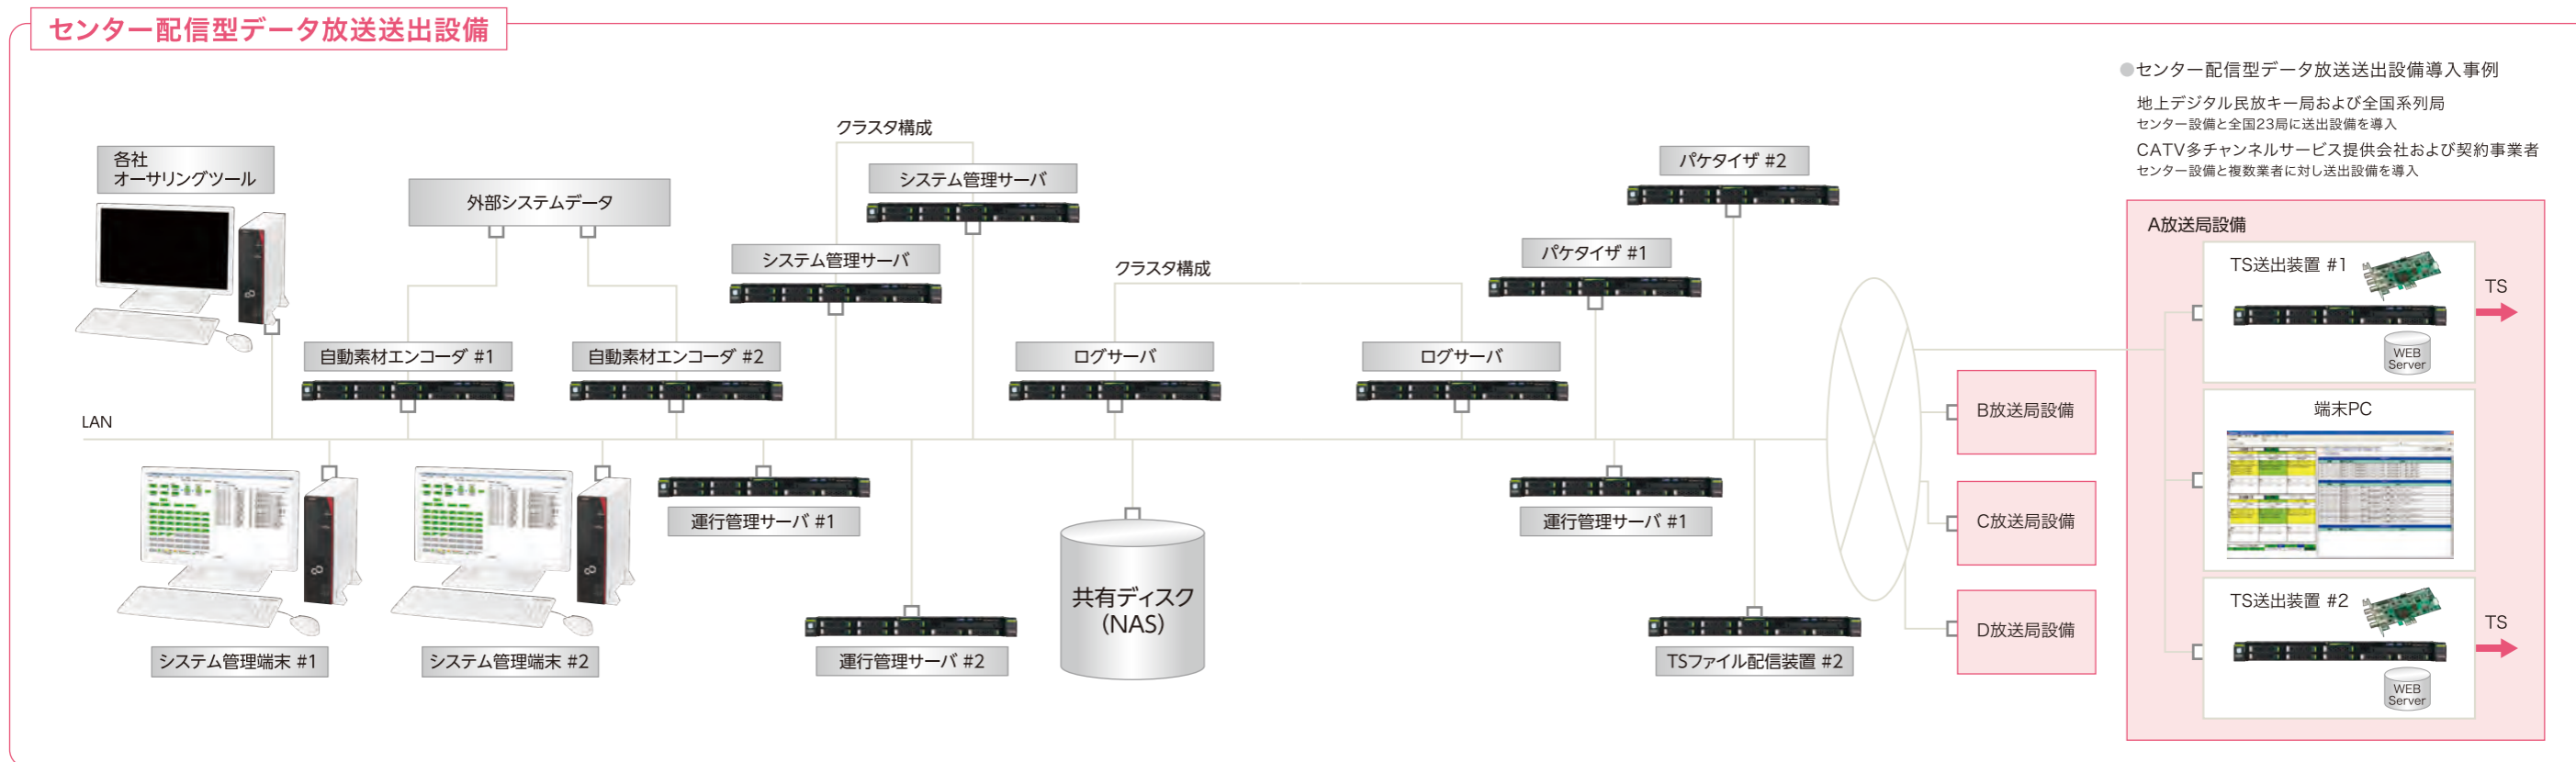 センター配信型データ放送送出設備
●センター配信型データ放送送出設備導入事例
地上デジタル民放キー局および全国系列局
センター設備と全国23局に送出設備を導入
CATV多チャンネルサービス提供会社および契約事業者
センター設備と複数業者に対し送出設備を導入
各社
オーサリングツール
外部システムデータ
クラスタ構成
システム管理サーバ
システム管理サーバ
クラスタ構成
パケタイザ #2
パケタイザ #1
自動素材エンコーダ #1
自動素材エンコーダ #2
ログサーバ
ログサーバ
LAN
システム管理端末 #1
システム管理端末 #2
運行管理サーバ #1
運行管理サーバ #2
共有ディスク
(NAS)
運行管理サーバ #1
TSファイル配信装置 #2
B放送局設備
C放送局設備
D放送局設備
A放送局設備
TS送出装置 #1
WEB
Server
TS
端末PC
TS送出装置 #2
WEB
Server
TS